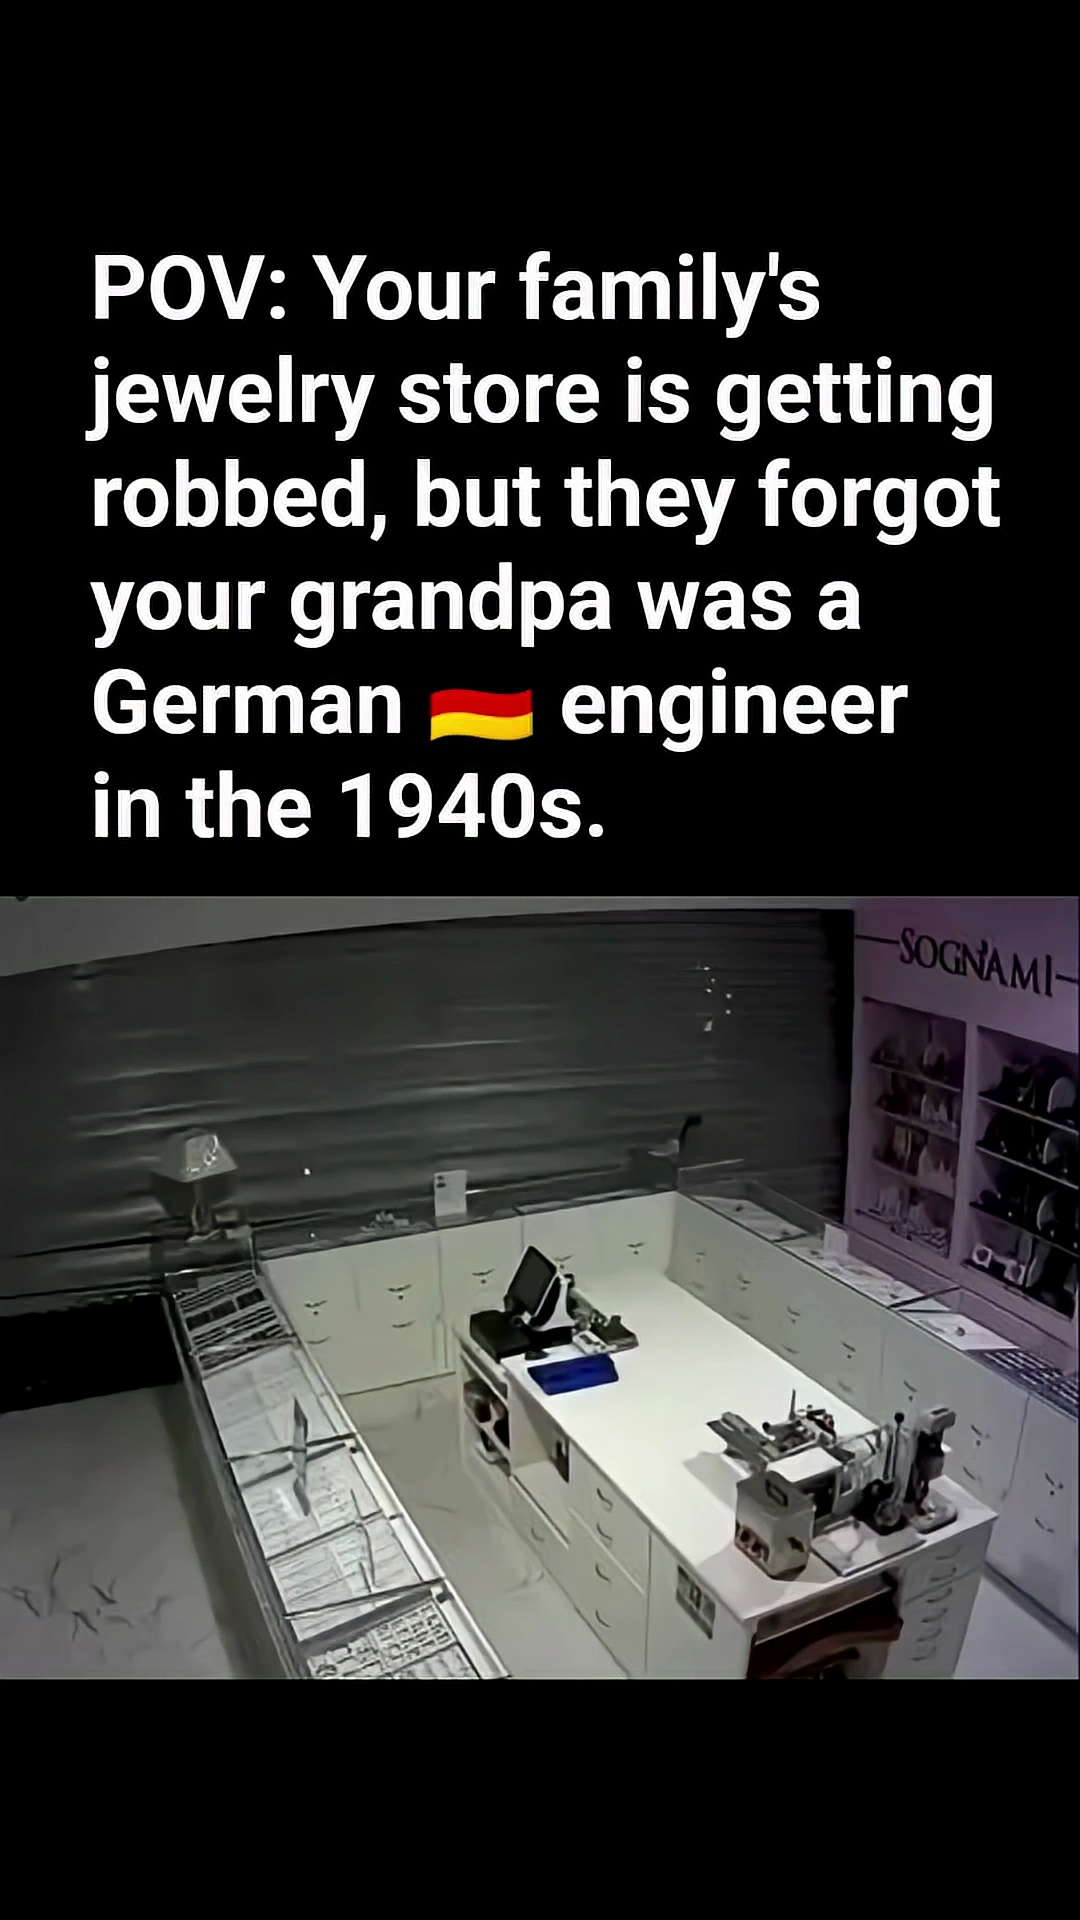 POV: Your family's
jewelry store is getting
robbed, but they forgot
your grandpa was a
German 🇩🇪 engineer
in the 1940s.
SOGNAMI